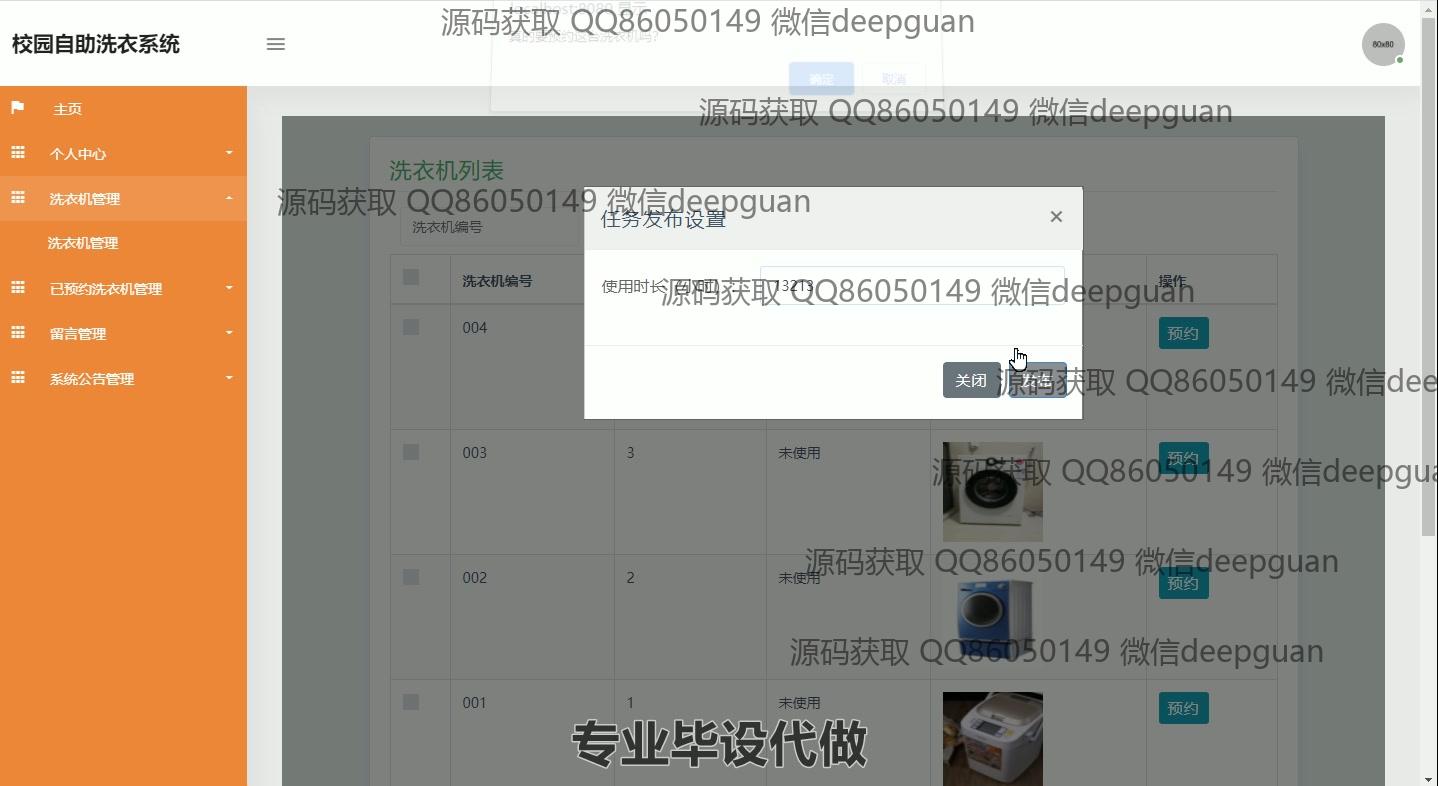 源码获取 QQ86050149 微信deepguan
校园自助洗衣系统
80x80
确定
取消
源码获取 QQ86050149 微信deepguan
主页
个人中心
洗衣机管理
洗衣机管理
已预约洗衣机管理
留言管理
系统公告管理
洗衣机列表
源码获取 QQ86050149 微信deepguan
任务发布设置
×
洗衣机编号
使用时长
13213
源码获取 QQ86050149 微信deepguan
洗衣机编号
操作
004
预约
关闭
发布
源码获取 QQ86050149 微信dee
003
3
未使用
预约
源码获取 QQ86050149 微信deepgua
源码获取 QQ86050149 微信deepguan
002
2
未使用
预约
源码获取 QQ86050149 微信deepguan
001
1
未使用
预约
专业毕设代做